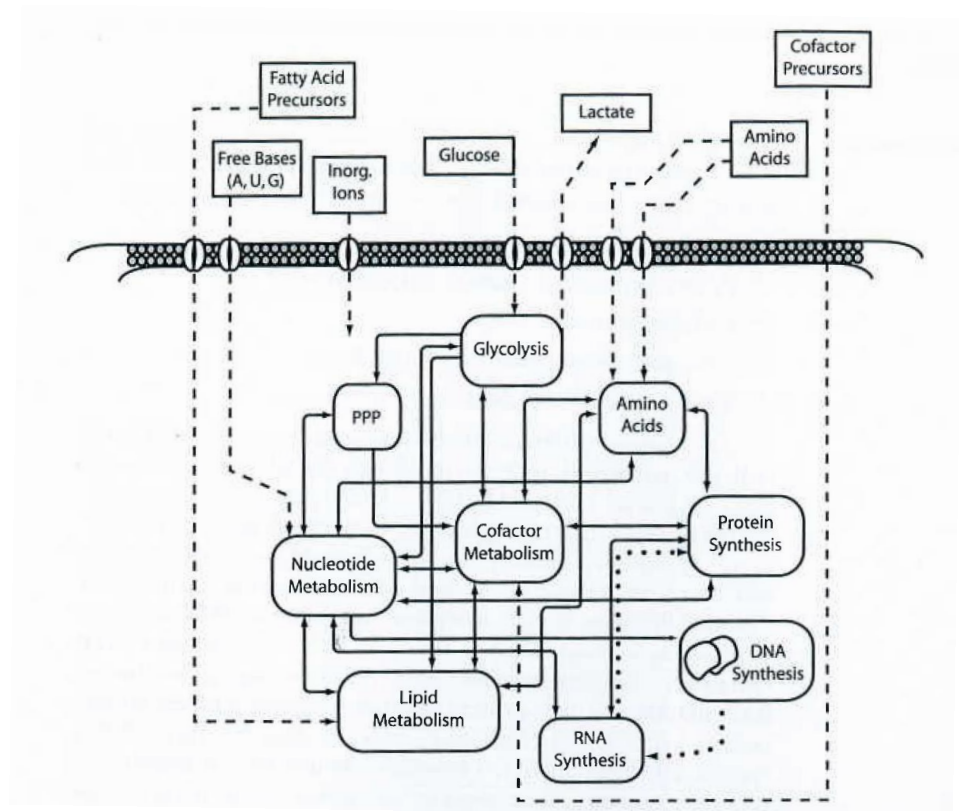 Cofactor
Precursors
Fatty Acid
Precursors
Lactate
Amino
Acids
Free Bases
(A, U, G)
Inorg.
Ions
Glucose
Glycolysis
PPP
Amino
Acids
Cofactor
Metabolism
Protein
Synthesis
Nucleotide
Metabolism
DNA
Synthesis
Lipid
Metabolism
RNA
Synthesis